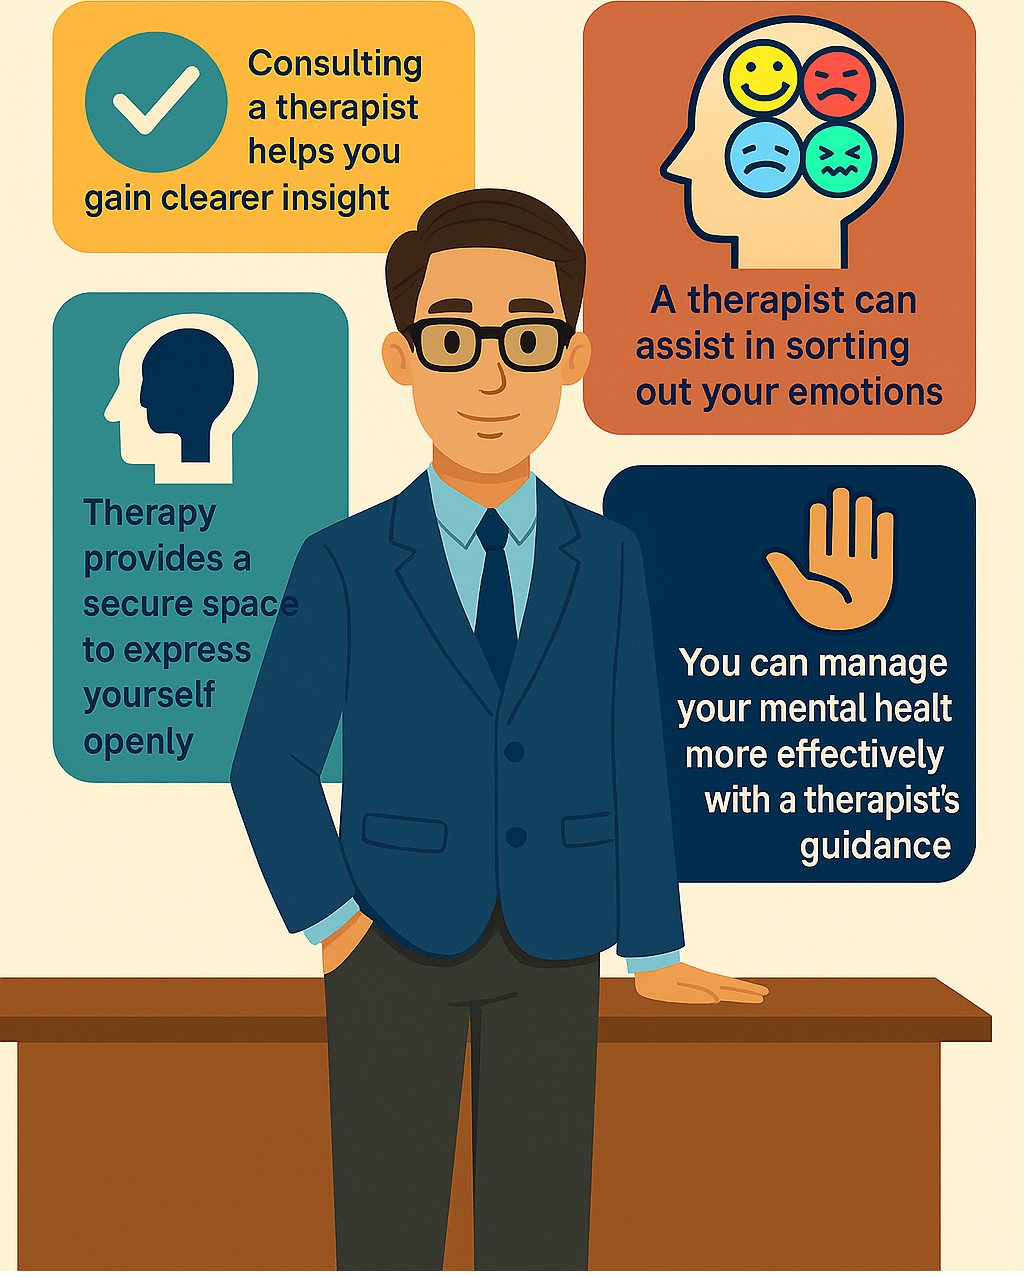 Consulting
a therapist
helps you
gain clearer insight
A therapist can
assist in sorting
out your emotions
Therapy
provides a
secure space
to express
yourself
openly
You can manage
your mental healt
more effectively
with a therapist's
guidance